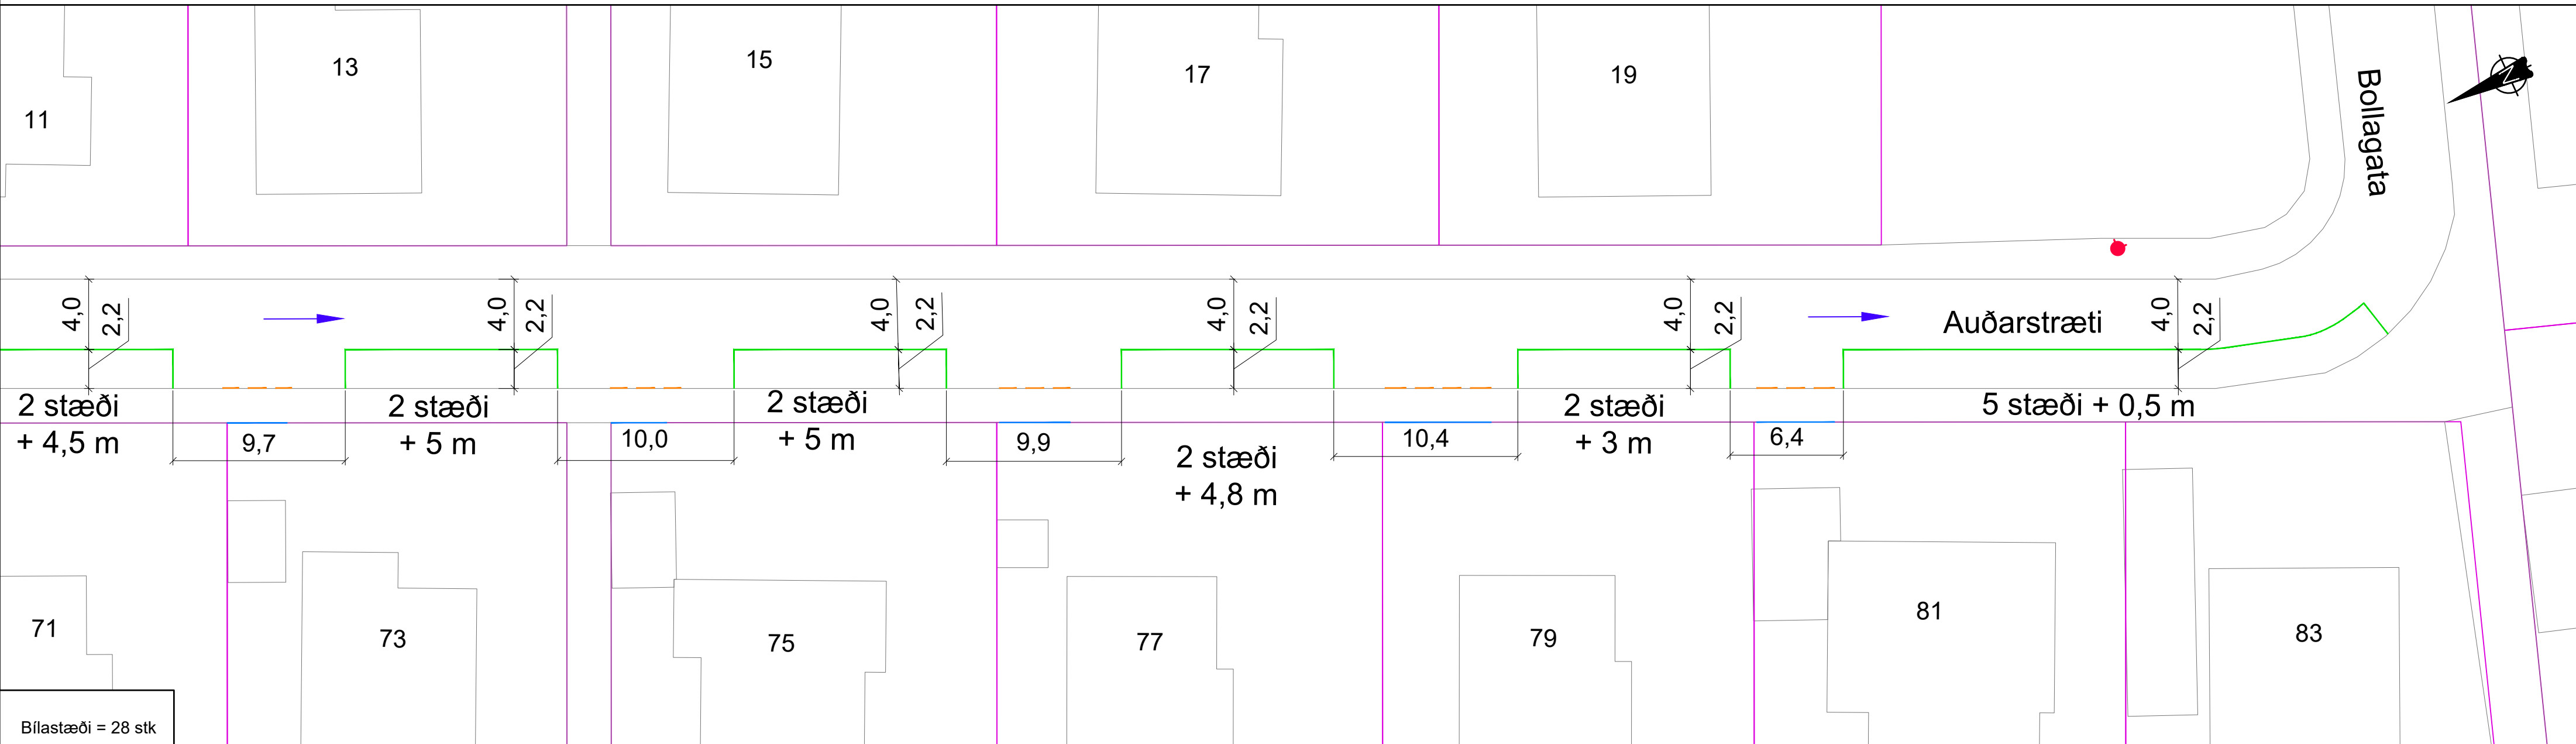 11
13
15
17
19
Bollagata
N
4,0
2,2
4,0
2,2
4,0
2,2
4,0
2,2
4,0
2,2
Auðarstræti
4,0
2,2
2 stæði
+ 4,5 m
9,7
2 stæði
+ 5 m
10,0
2 stæði
+ 5 m
9,9
2 stæði
+ 4,8 m
10,4
2 stæði
+ 3 m
6,4
5 stæði + 0,5 m
71
73
75
77
79
81
83
Bílastæði = 28 stk